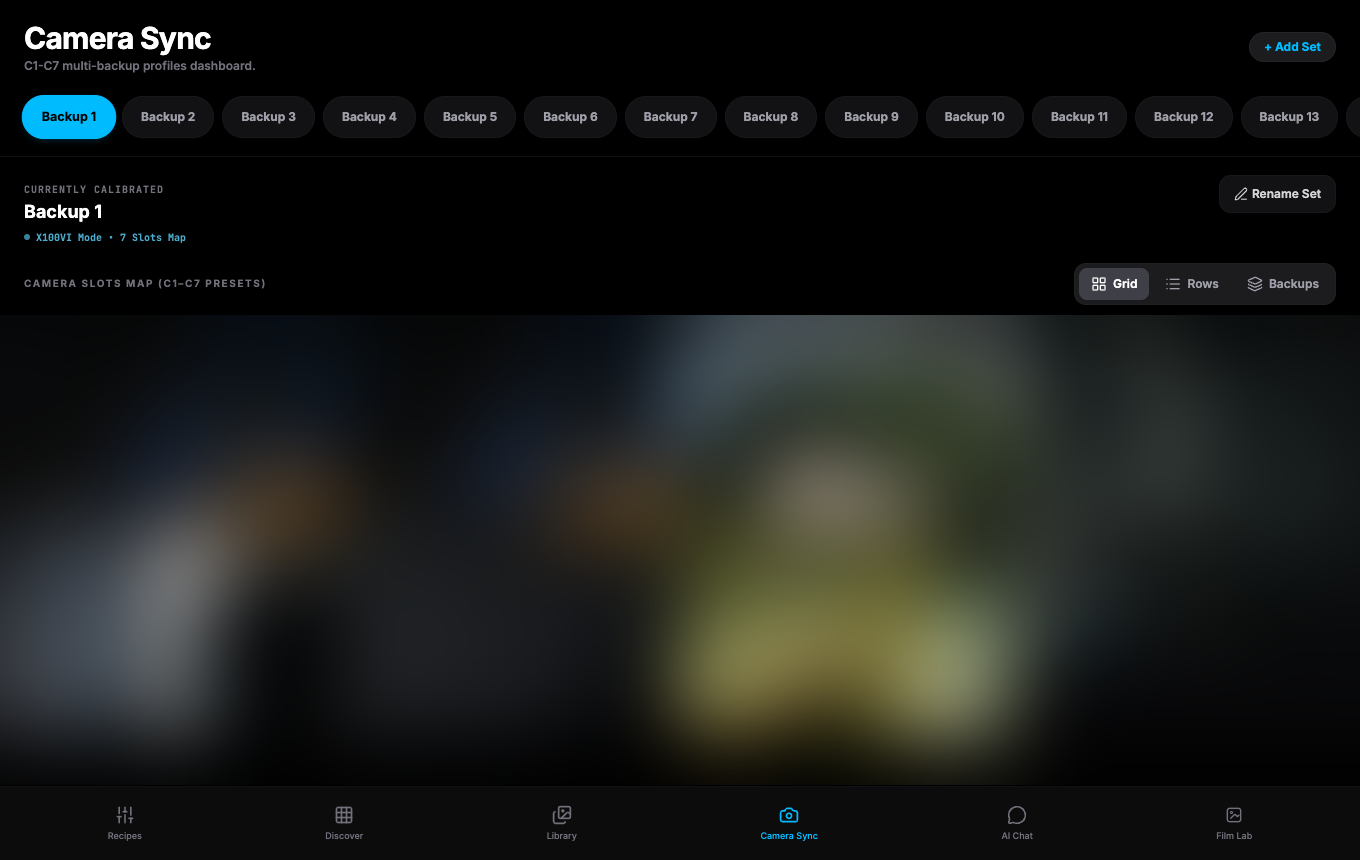 Camera Sync
C1-C7 multi-backup profiles dashboard.
+ Add Set
Backup 1
Backup 2
Backup 3
Backup 4
Backup 5
Backup 6
Backup 7
Backup 8
Backup 9
Backup 10
Backup 11
Backup 12
Backup 13
CURRENTLY CALIBRATED
Backup 1
X100VI Mode • 7 Slots Map
Rename Set
CAMERA SLOTS MAP (C1–C7 PRESETS)
Grid
Rows
Backups
Recipes
Discover
Library
Camera Sync
AI Chat
Film Lab